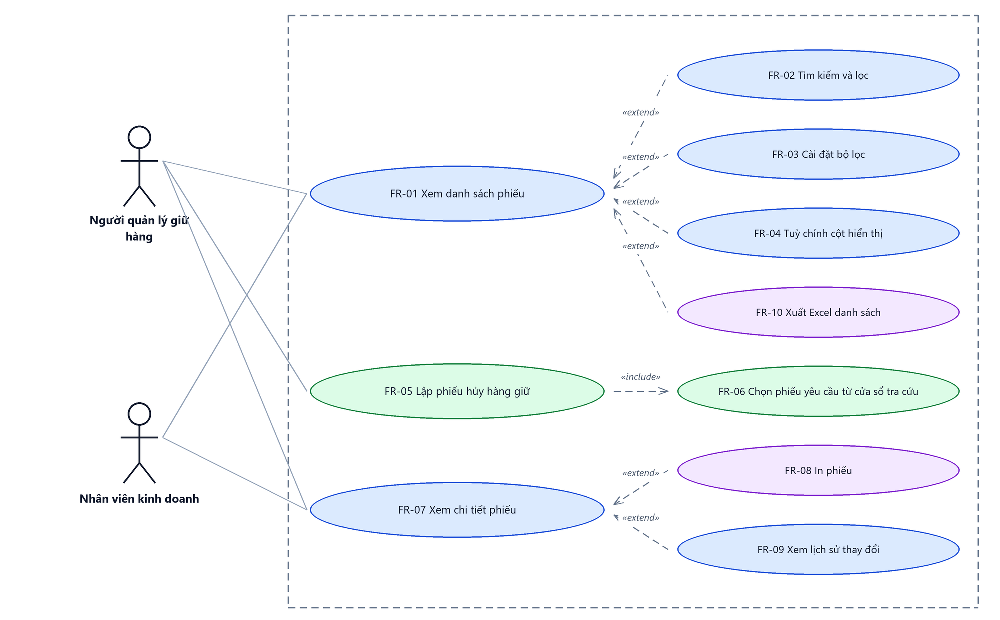 FR-02 Tìm kiếm và lọc
«extend»
FR-03 Cài đặt bộ lọc
«extend»
FR-01 Xem danh sách phiếu
«extend»
Người quản lý giữ
hàng
FR-04 Tuỳ chỉnh cột hiển thị
«extend»
FR-10 Xuất Excel danh sách
«include»
FR-05 Lập phiếu hủy hàng giữ
FR-06 Chọn phiếu yêu cầu từ cửa sổ tra cứu
FR-08 In phiếu
«extend»
Nhân viên kinh doanh
FR-07 Xem chi tiết phiếu
«extend»
FR-09 Xem lịch sử thay đổi